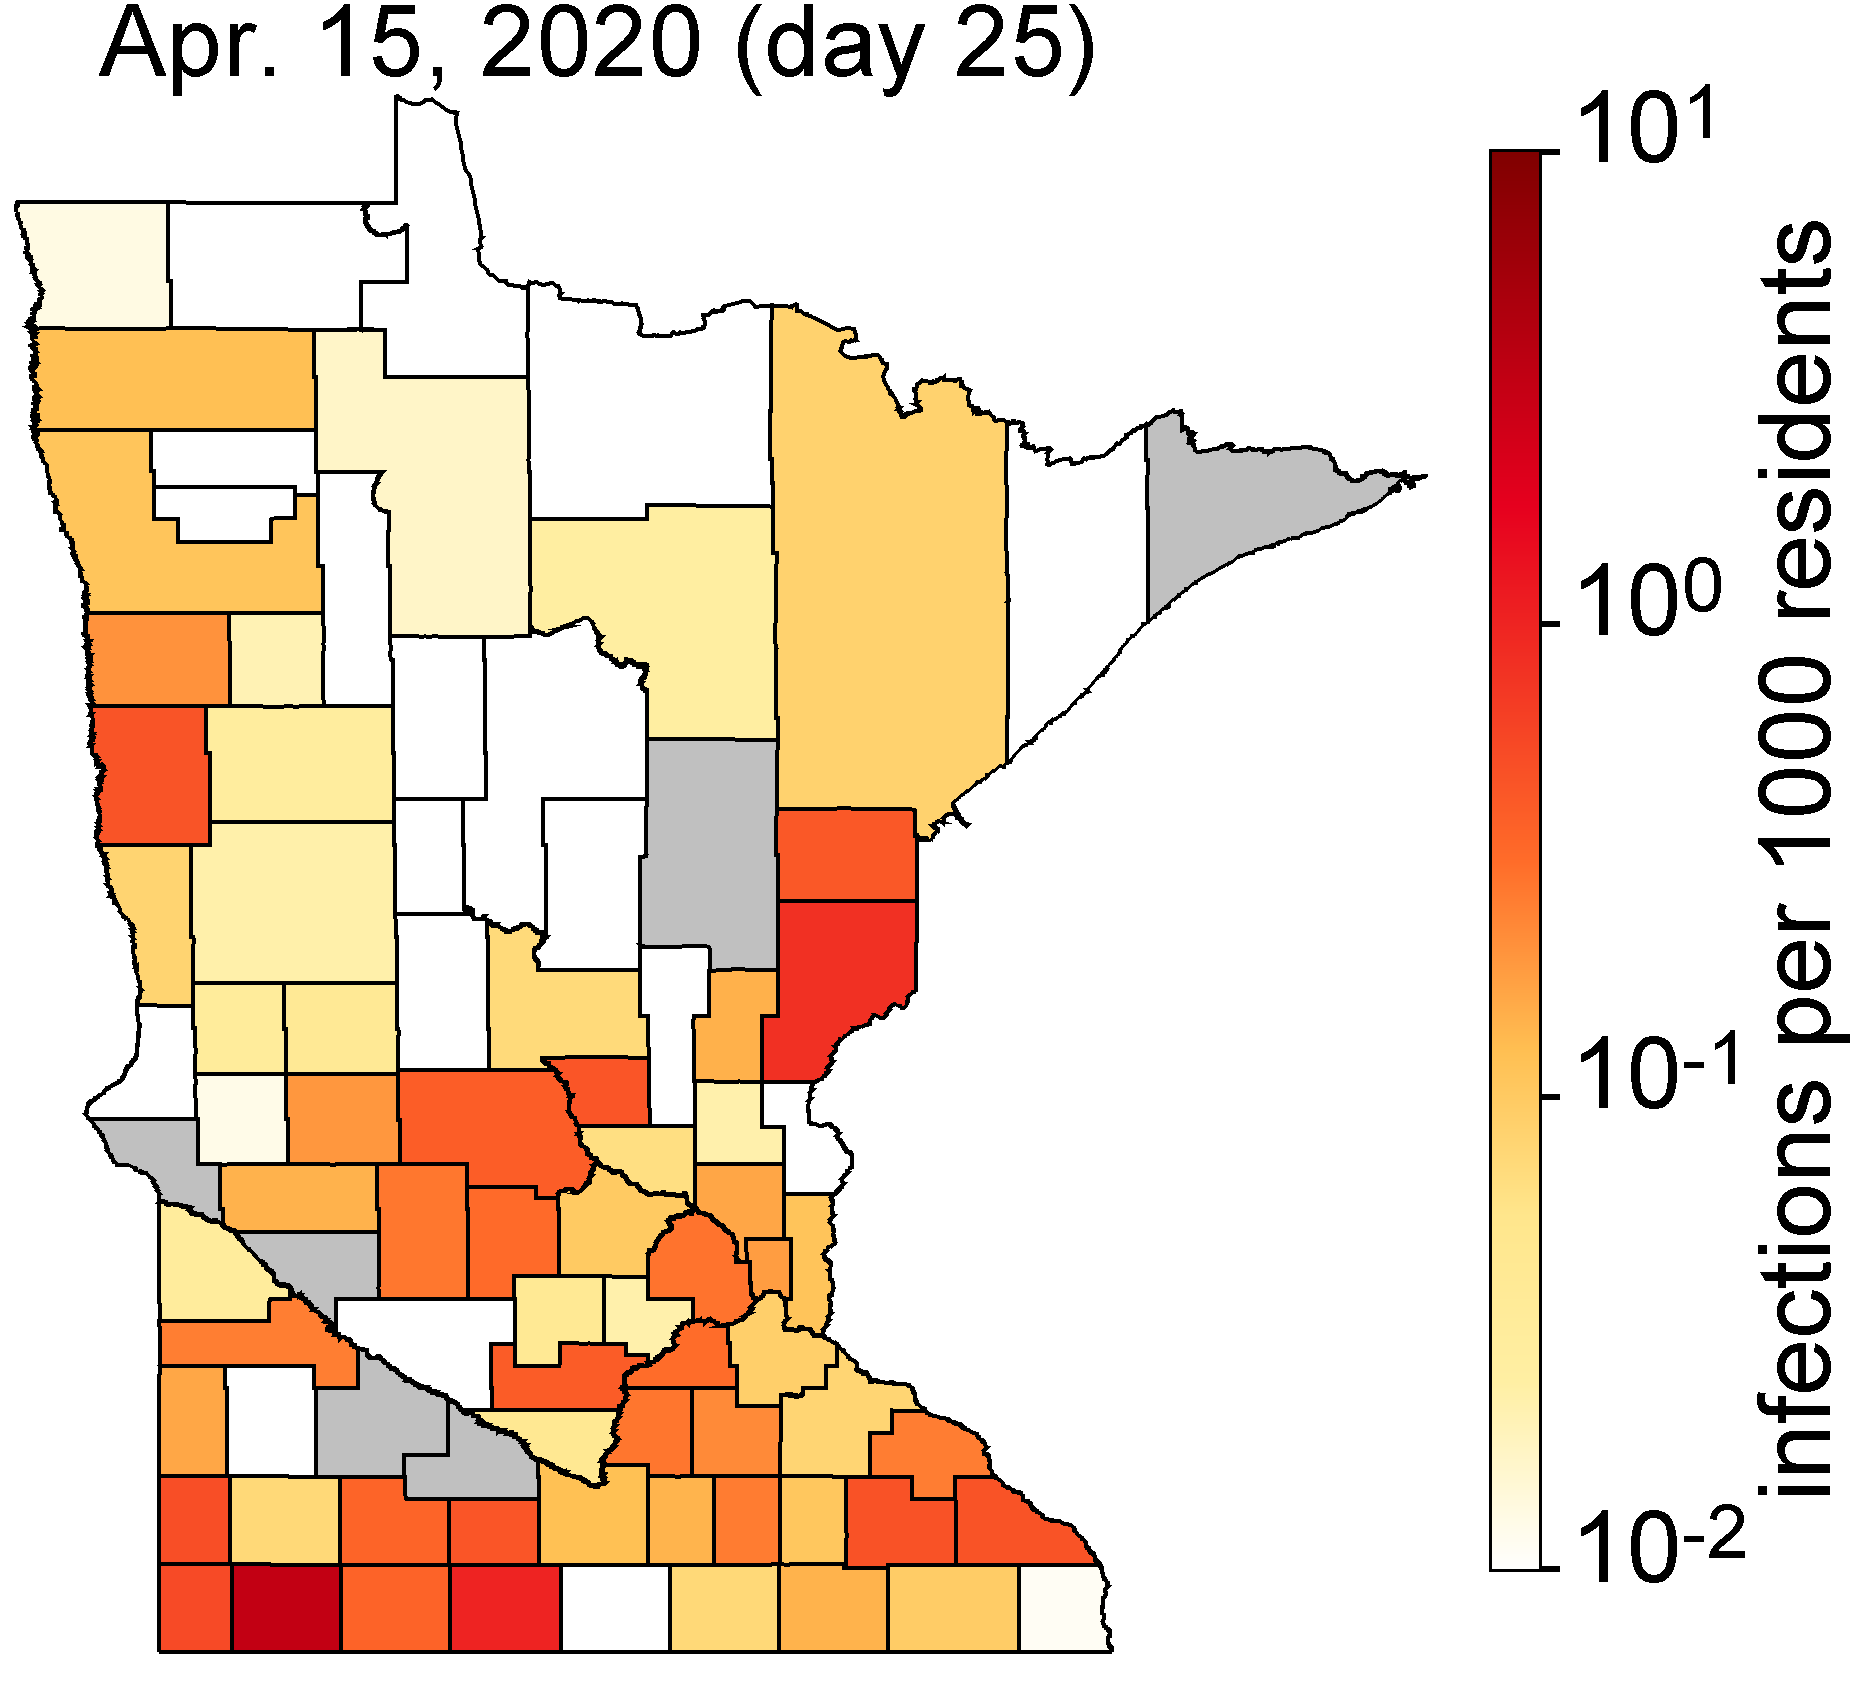 Apr. 15, 2020 (day 25)
10¹
10⁰
10⁻¹
10⁻²
infections per 1000 residents